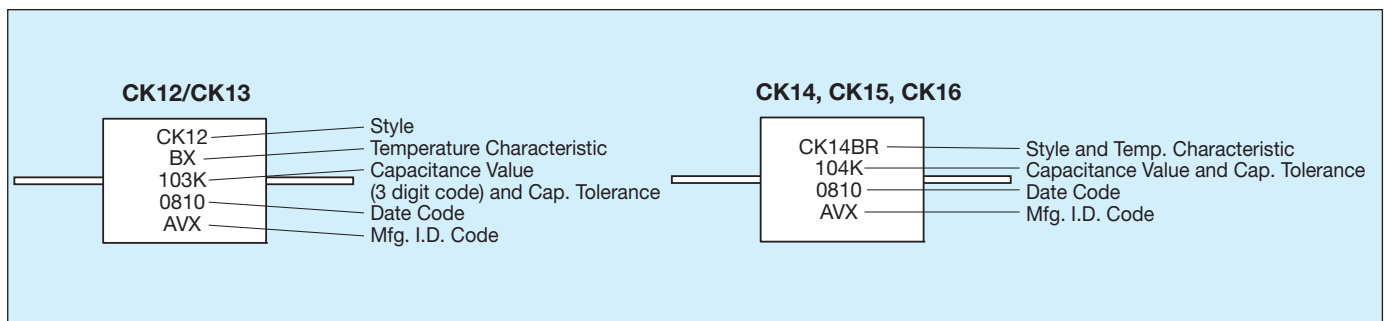 CK12/CK13
CK12
BX
103K
0810
AVX
Style
Temperature Characteristic
Capacitance Value
(3 digit code) and Cap. Tolerance
Date Code
Mfg. I.D. Code
CK14, CK15, CK16
CK14BR
104K
0810
AVX
Style and Temp. Characteristic
Capacitance Value and Cap. Tolerance
Date Code
Mfg. I.D. Code